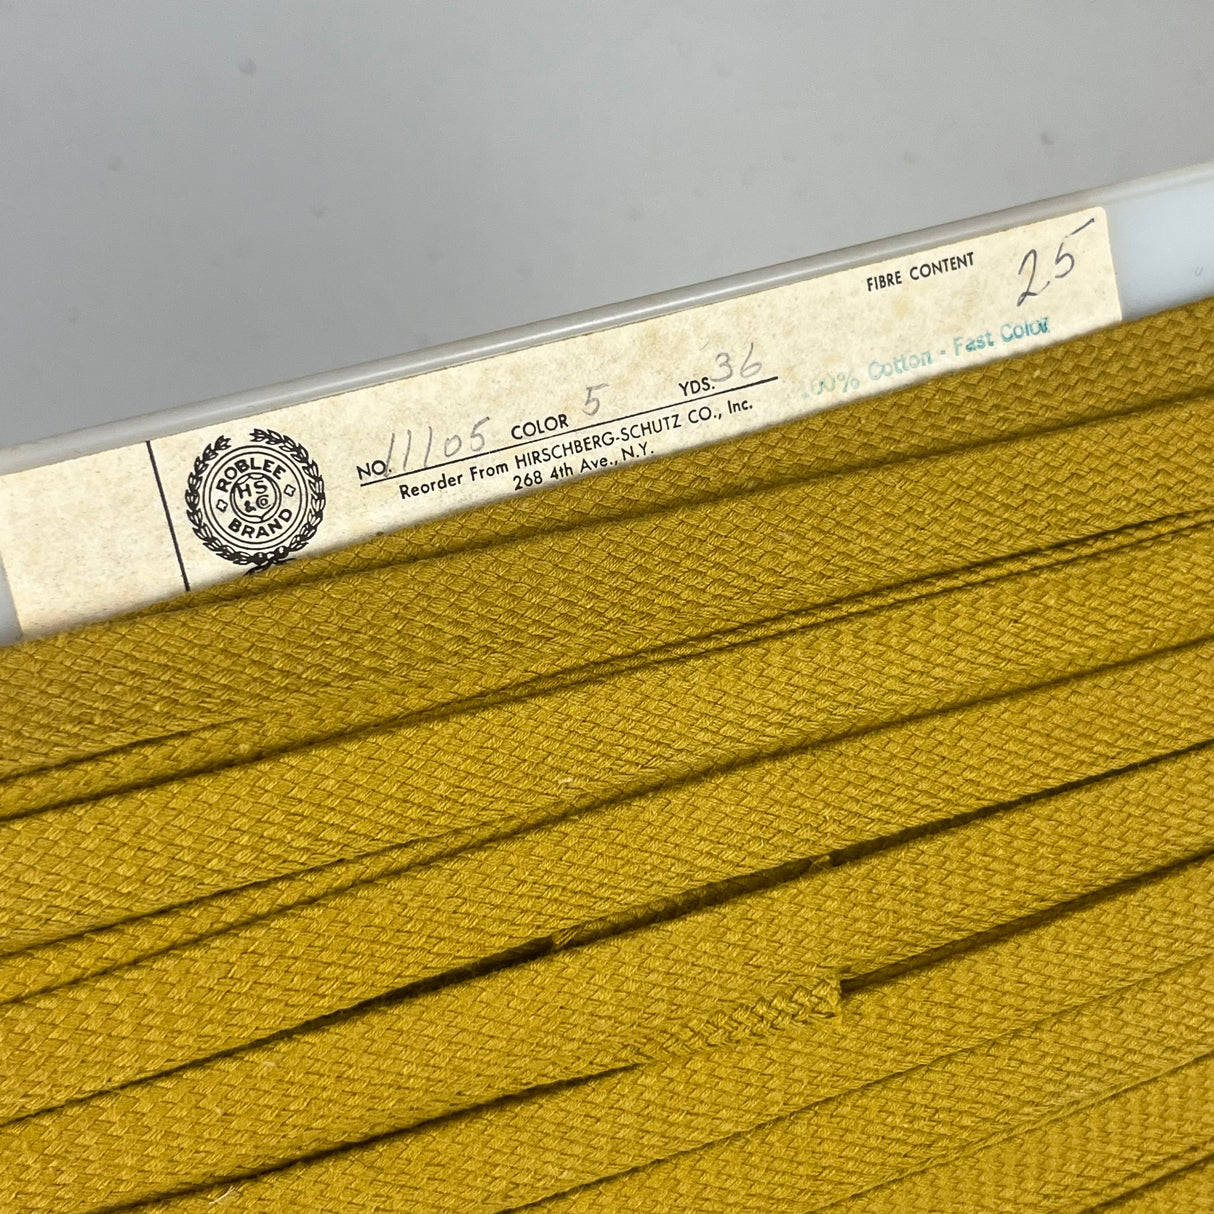 FIBRE CONTENT 25
100% Cotton - Fast Color
NO. 11105 COLOR 5 YDS. 36
Reorder From HIRSCHBERG-SCHUTZ CO., Inc.
268 4th Ave., N.Y.
ROBLEE
HS
& Co
BRAND